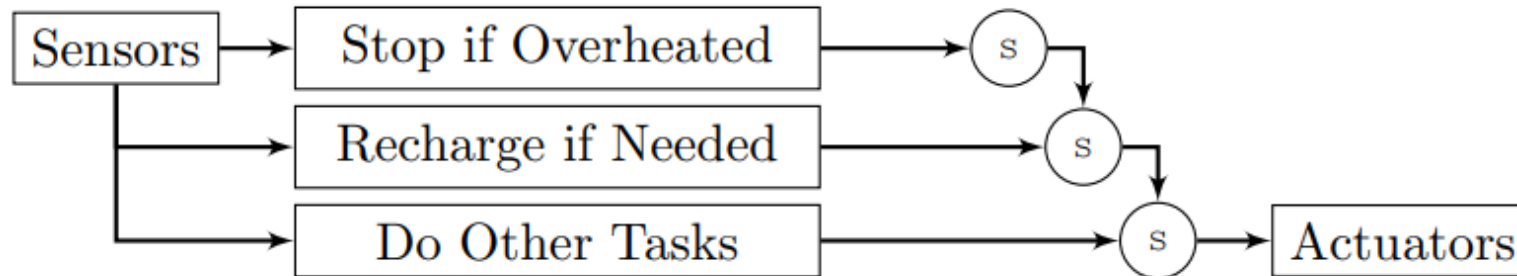 Sensors
Stop if Overheated
s
Recharge if Needed
s
Do Other Tasks
s
Actuators